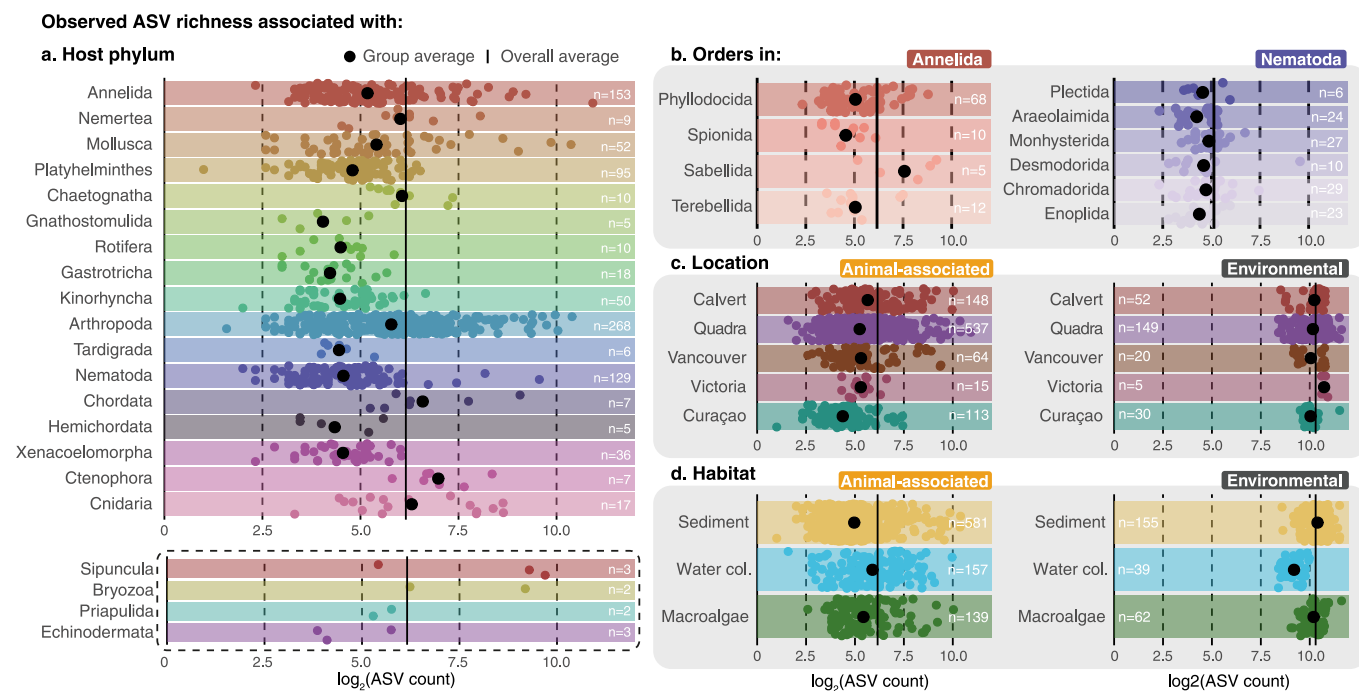 Observed ASV richness associated with:
a. Host phylum
Group average
Overall average
Annelida n=153
Nemertea n=9
Mollusca n=52
Platyhelminthes n=95
Chaetognatha n=10
Gnathostomulida n=5
Rotifera n=10
Gastrotricha n=18
Kinorhyncha n=50
Arthropoda n=268
Tardigrada n=6
Nematoda n=129
Chordata n=7
Hemichordata n=5
Xenacoelomorpha n=36
Ctenophora n=7
Cnidaria n=17
0 2.5 5.0 7.5 10.0
Sipuncula n=3
Bryozoa n=2
Priapulida n=2
Echinodermata n=3
0 2.5 5.0 7.5 10.0
log₂(ASV count)
b. Orders in:
Annelida
Phyllodocida n=68
Spionida n=10
Sabellida n=5
Terebellida n=12
0 2.5 5.0 7.5 10.0
Nematoda
Plectida n=6
Araeolaimida n=24
Monhysterida n=27
Desmodorida n=10
Chromadorida n=29
Enoplida n=23
0 2.5 5.0 7.5 10.0
c. Location
Animal-associated
Calvert n=148
Quadra n=537
Vancouver n=64
Victoria n=15
Curaçao n=113
0 2.5 5.0 7.5 10.0
Environmental
Calvert n=52
Quadra n=149
Vancouver n=20
Victoria n=5
Curaçao n=30
0 2.5 5.0 7.5 10.0
d. Habitat
Animal-associated
Sediment n=581
Water col. n=157
Macroalgae n=139
0 2.5 5.0 7.5 10.0
log₂(ASV count)
Environmental
Sediment n=155
Water col. n=39
Macroalgae n=62
0 2.5 5.0 7.5 10.0
log2(ASV count)